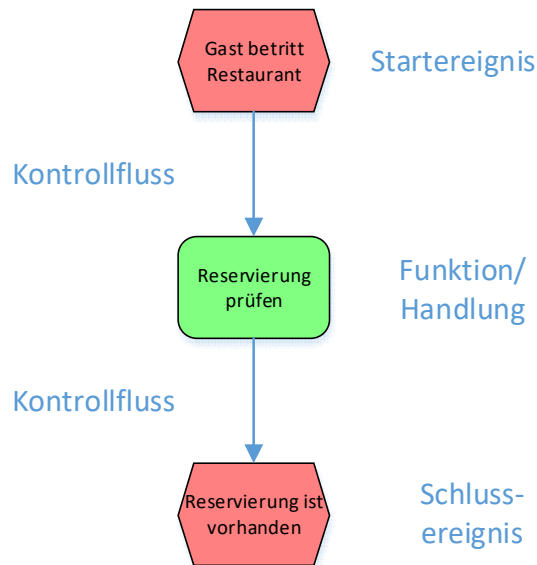 Gast betritt
Restaurant
Startereignis
Kontrollfluss
Reservierung
prüfen
Funktion/
Handlung
Kontrollfluss
Reservierung ist
vorhanden
Schluss-
ereignis